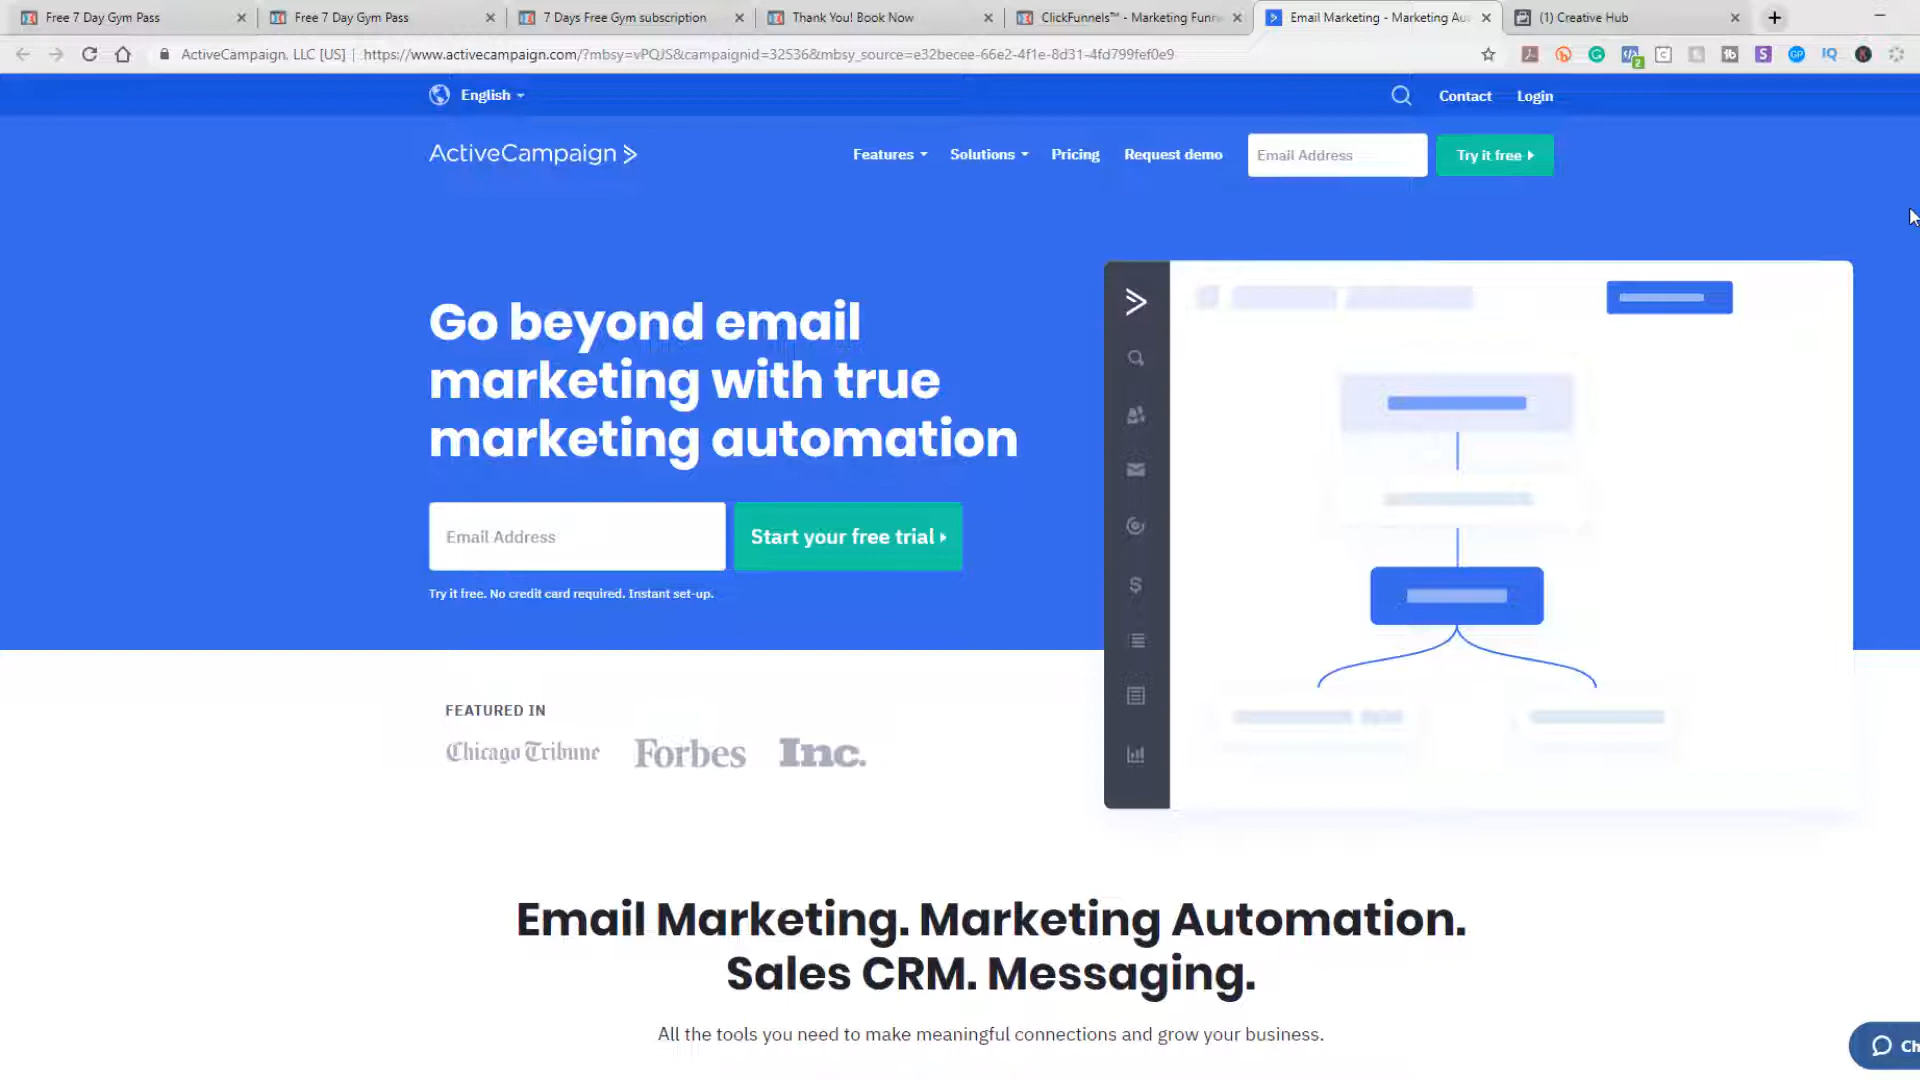 Free 7 Day Gym Pass
Free 7 Day Gym Pass
7 Days Free Gym subscription
Thank You! Book Now
ClickFunnels™ - Marketing Funn
Email Marketing - Marketing Au
(1) Creative Hub
ActiveCampaign, LLC [US] | https://www.activecampaign.com/?mbsy=vPQJS&campaignid=32536&mbsy_source=e32becee-66e2-4f1e-8d31-4fd799fef0e9
English
Contact
Login
ActiveCampaign
Features
Solutions
Pricing
Request demo
Email Address
Try it free
Go beyond email
marketing with true
marketing automation
Email Address
Start your free trial
Try it free. No credit card required. Instant set-up.
FEATURED IN
Chicago Tribune
Forbes
Inc.
Email Marketing. Marketing Automation.
Sales CRM. Messaging.
All the tools you need to make meaningful connections and grow your business.
Ch